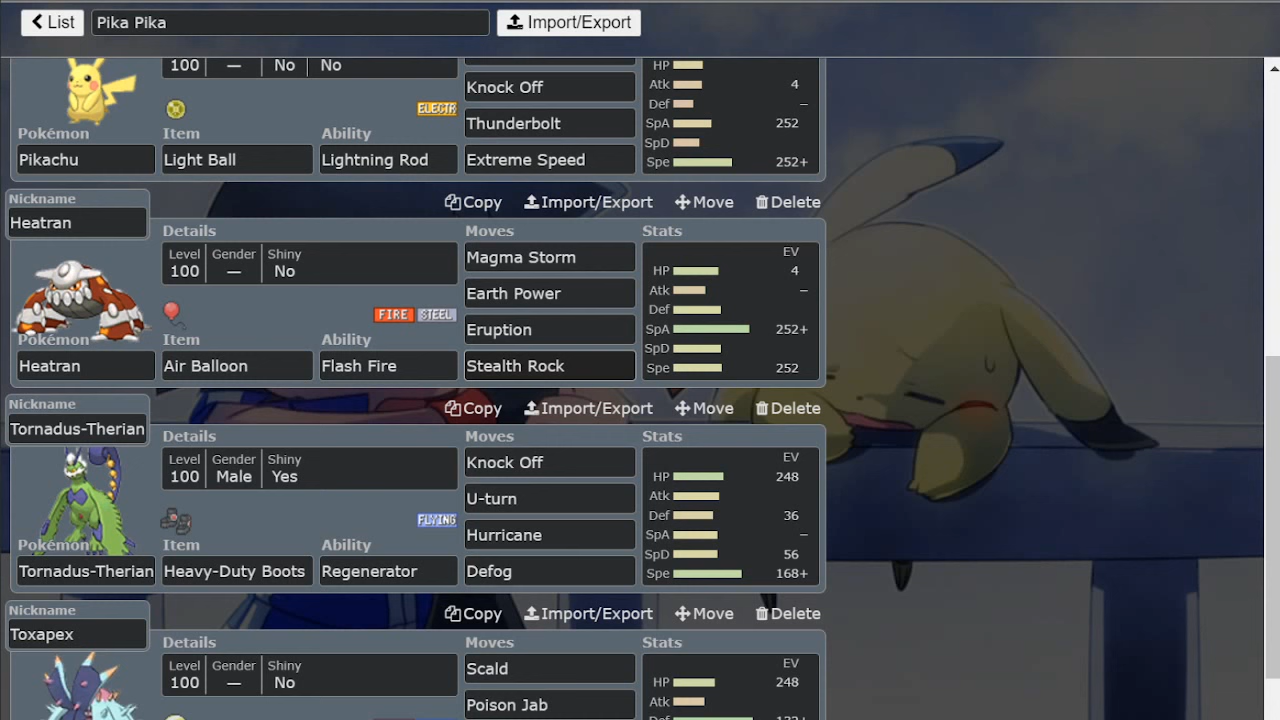 List Pika Pika Import/Export
100 — No No HP
Knock Off Atk 4
Def –
ELECTR Thunderbolt SpA 252
Pokémon Item Ability SpD
Pikachu Light Ball Lightning Rod Extreme Speed Spe 252+
Nickname Copy Import/Export Move Delete
Heatran Details Moves Stats
Level Gender Shiny Magma Storm EV
100 — No HP 4
Earth Power Atk –
FIRE STEEL Def
Eruption SpA 252+
Pokémon Item Ability SpD
Heatran Air Balloon Flash Fire Stealth Rock Spe 252
Nickname Copy Import/Export Move Delete
Tornadus-Therian Details Moves Stats
Level Gender Shiny Knock Off EV
100 Male Yes HP 248
U-turn Atk
Def 36
FLYING Hurricane SpA –
Pokémon Item Ability SpD 56
Tornadus-Therian Heavy-Duty Boots Regenerator Defog Spe 168+
Nickname Copy Import/Export Move Delete
Toxapex Details Moves Stats
Level Gender Shiny Scald EV
100 — No HP 248
Poison Jab Atk